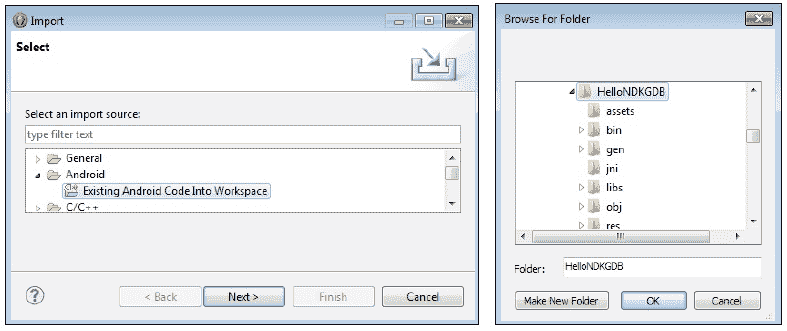 Import
Select
Select an import source:
type filter text
General
Android
Existing Android Code Into Workspace
C/C++
?
< Back
Next >
Finish
Cancel
Browse For Folder
HelloNDKGDB
assets
bin
gen
jni
libs
obj
res
Folder:
HelloNDKGDB
Make New Folder
OK
Cancel